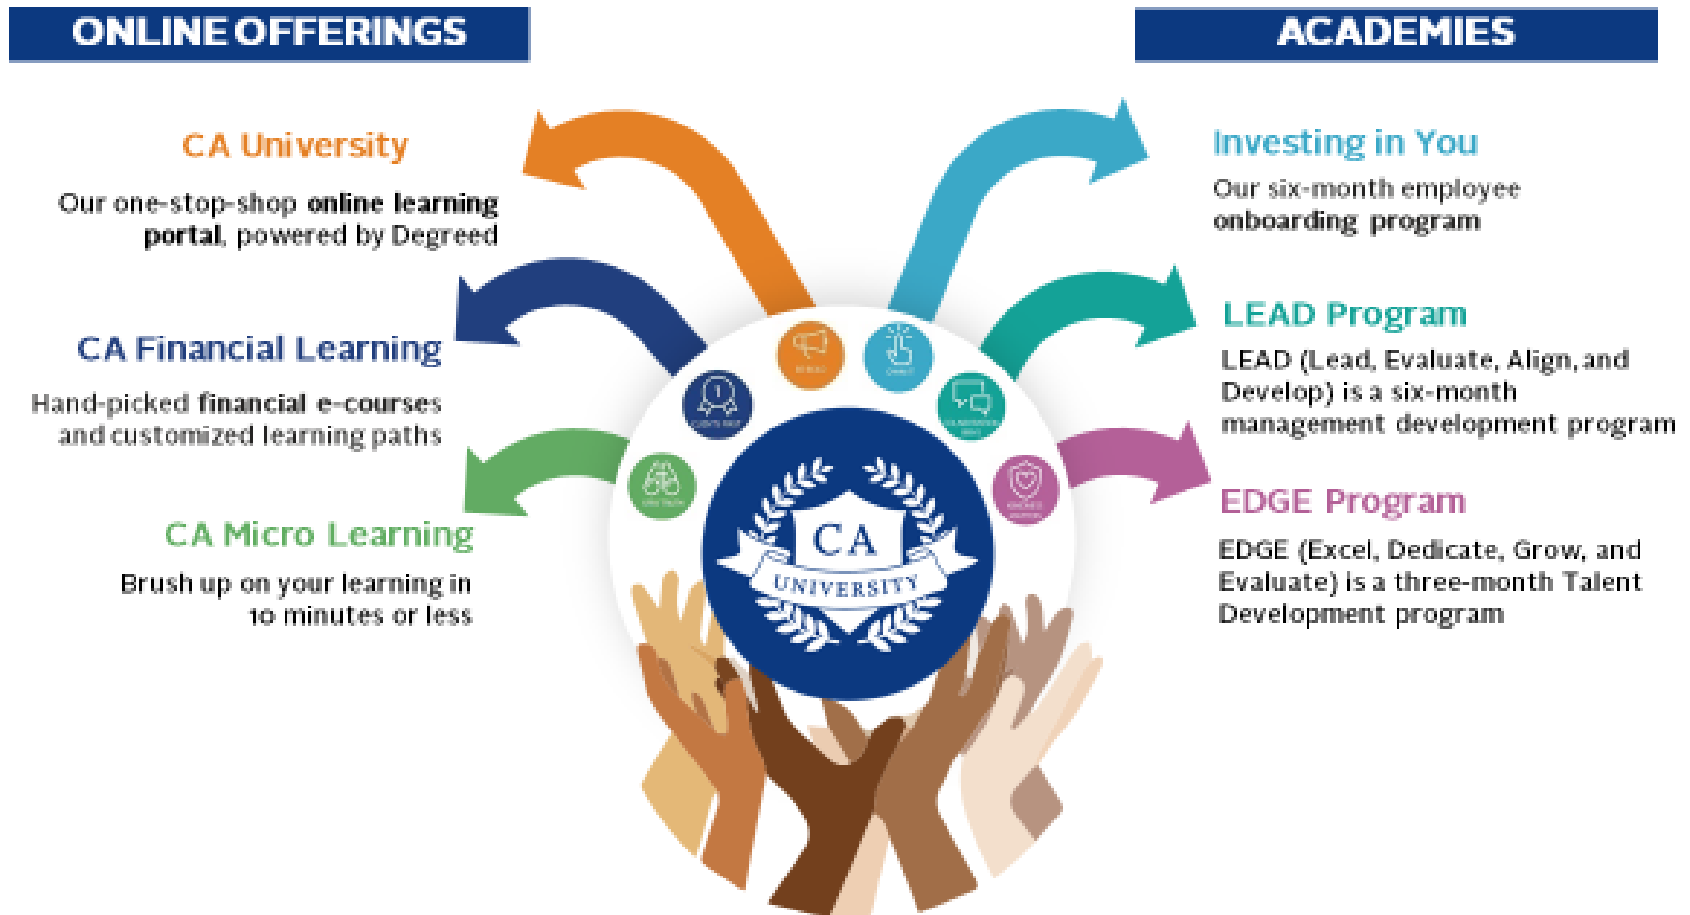 ONLINE OFFERINGS
CA University
Our one-stop-shop online learning
portal, powered by Degreed
CA Financial Learning
Hand-picked financial e-courses
and customized learning paths
CA Micro Learning
Brush up on your learning in
10 minutes or less
ACADEMIES
Investing in You
Our six-month employee
onboarding program
LEAD Program
LEAD (Lead, Evaluate, Align, and
Develop) is a six-month
management development program
EDGE Program
EDGE (Excel, Dedicate, Grow, and
Evaluate) is a three-month Talent
Development program
1
CA
UNIVERSITY